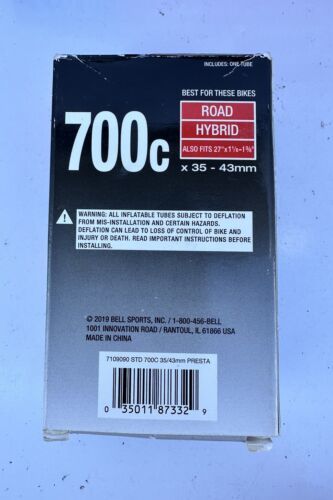 INCLUDES: ONE TUBE
BEST FOR THESE BIKES
ROAD
HYBRID
ALSO FITS 27"x1¹⁄₈-1³⁄₈"
700c x 35 - 43mm
WARNING: ALL INFLATABLE TUBES SUBJECT TO DEFLATION
FROM MIS-INSTALLATION AND CERTAIN HAZARDS.
DEFLATION CAN LEAD TO LOSS OF CONTROL OF BIKE AND
INJURY OR DEATH. READ IMPORTANT INSTRUCTIONS BEFORE
INSTALLING.
© 2019 BELL SPORTS, INC. / 1-800-456-BELL
1001 INNOVATION ROAD / RANTOUL, IL 61866 USA
MADE IN CHINA
7109090 STD 700C 35/43mm PRESTA
0 35011 87332 9